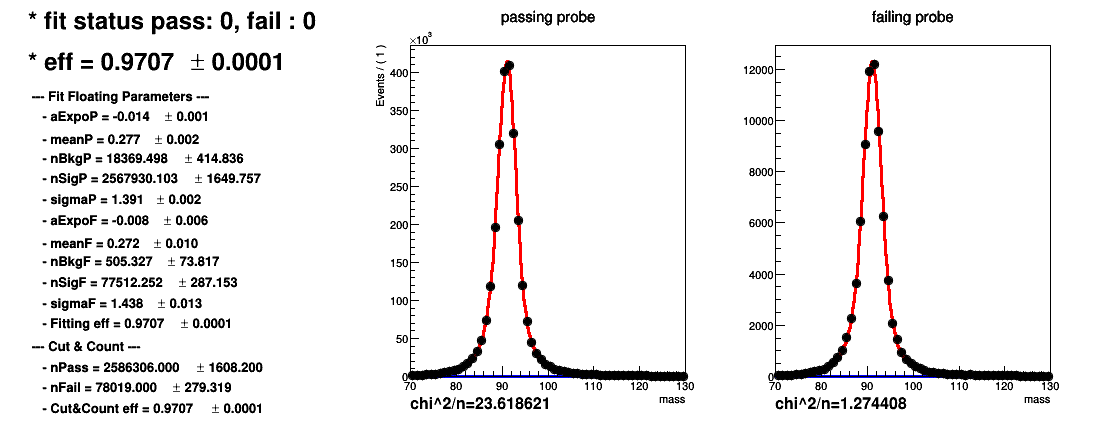 * fit status pass: 0, fail : 0
* eff = 0.9707 ± 0.0001
--- Fit Floating Parameters ---
- aExpoP = -0.014 ± 0.001
- meanP = 0.277 ± 0.002
- nBkgP = 18369.498 ± 414.836
- nSigP = 2567930.103 ± 1649.757
- sigmaP = 1.391 ± 0.002
- aExpoF = -0.008 ± 0.006
- meanF = 0.272 ± 0.010
- nBkgF = 505.327 ± 73.817
- nSigF = 77512.252 ± 287.153
- sigmaF = 1.438 ± 0.013
- Fitting eff = 0.9707 ± 0.0001
--- Cut & Count ---
- nPass = 2586306.000 ± 1608.200
- nFail = 78019.000 ± 279.319
- Cut&Count eff = 0.9707 ± 0.0001
passing probe
×10³
Events / ( 1 )
400
350
300
250
200
150
100
50
0
70 80 90 100 110 120 130
mass
chi^2/n=23.618621
failing probe
12000
10000
8000
6000
4000
2000
0
70 80 90 100 110 120 130
mass
chi^2/n=1.274408